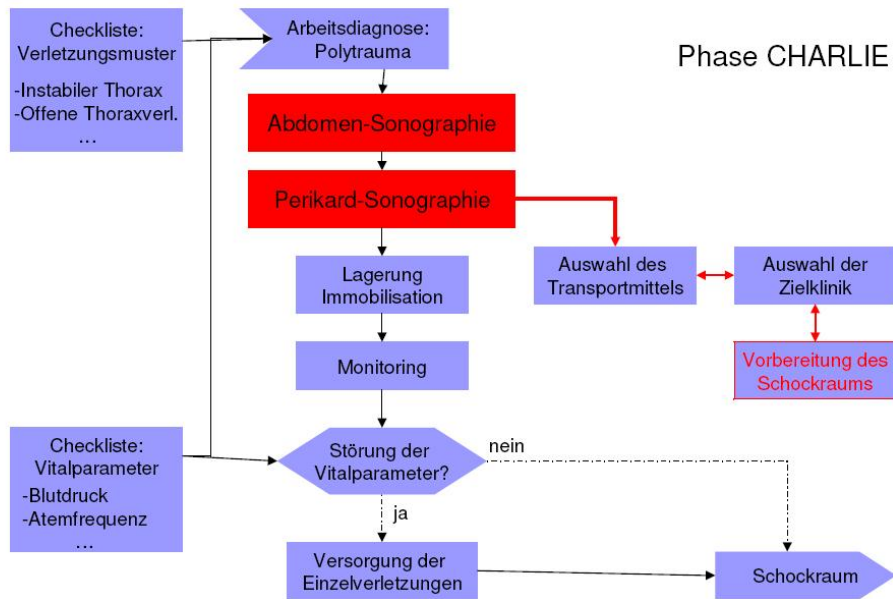 Checkliste:
Verletzungsmuster
-Instabiler Thorax
-Offene Thoraxverl.
...
Arbeitsdiagnose:
Polytrauma
Phase CHARLIE
Abdomen-Sonographie
Perikard-Sonographie
Lagerung
Immobilisation
Auswahl des
Transportmittels
Auswahl der
Zielklinik
Vorbereitung des
Schockraums
Monitoring
Checkliste:
Vitalparameter
-Blutdruck
-Atemfrequenz
...
Störung der
Vitalparameter?
nein
ja
Versorgung der
Einzelverletzungen
Schockraum